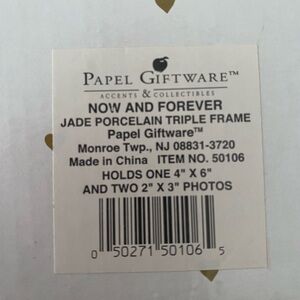 PAPEL GIFTWARE™
ACCENTS & COLLECTIBLES
NOW AND FOREVER
JADE PORCELAIN TRIPLE FRAME
Papel Giftware™
Monroe Twp., NJ 08831-3720
Made in China ITEM NO. 50106
HOLDS ONE 4" X 6"
AND TWO 2" X 3" PHOTOS
0 50271 50106 5